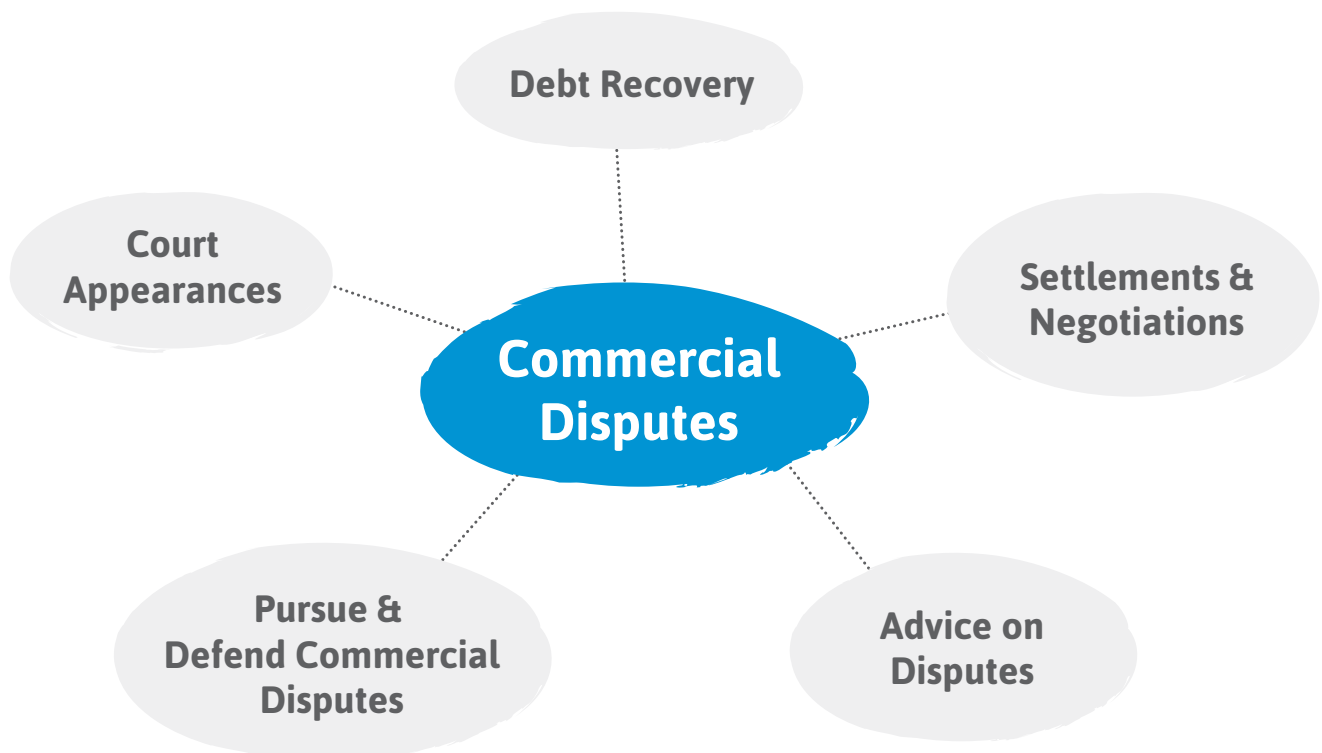 Debt Recovery
Court
Appearances
Settlements &
Negotiations
Commercial
Disputes
Pursue &
Defend Commercial
Disputes
Advice on
Disputes